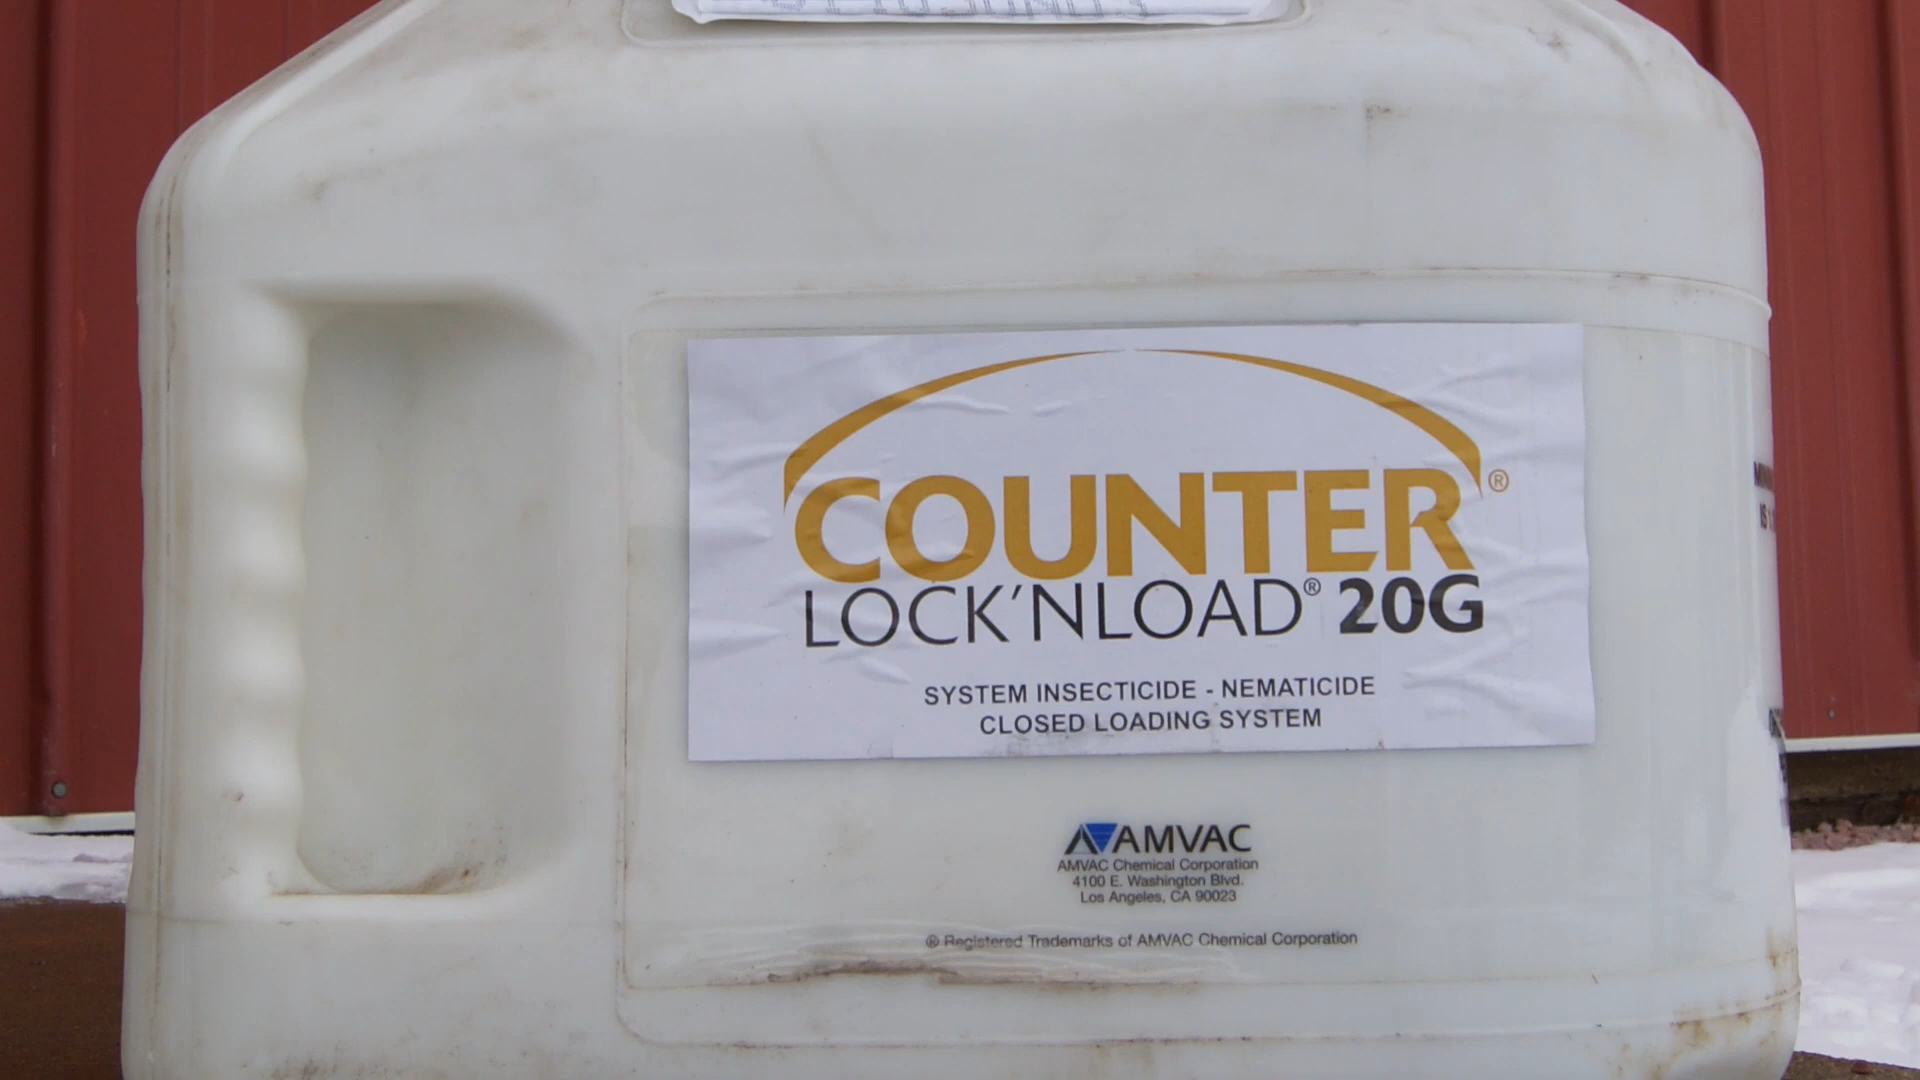 COUNTER®
LOCK'NLOAD® 20G
SYSTEM INSECTICIDE - NEMATICIDE
CLOSED LOADING SYSTEM
AMVAC
AMVAC Chemical Corporation
4100 E. Washington Blvd.
Los Angeles, CA 90023
® Registered Trademarks of AMVAC Chemical Corporation